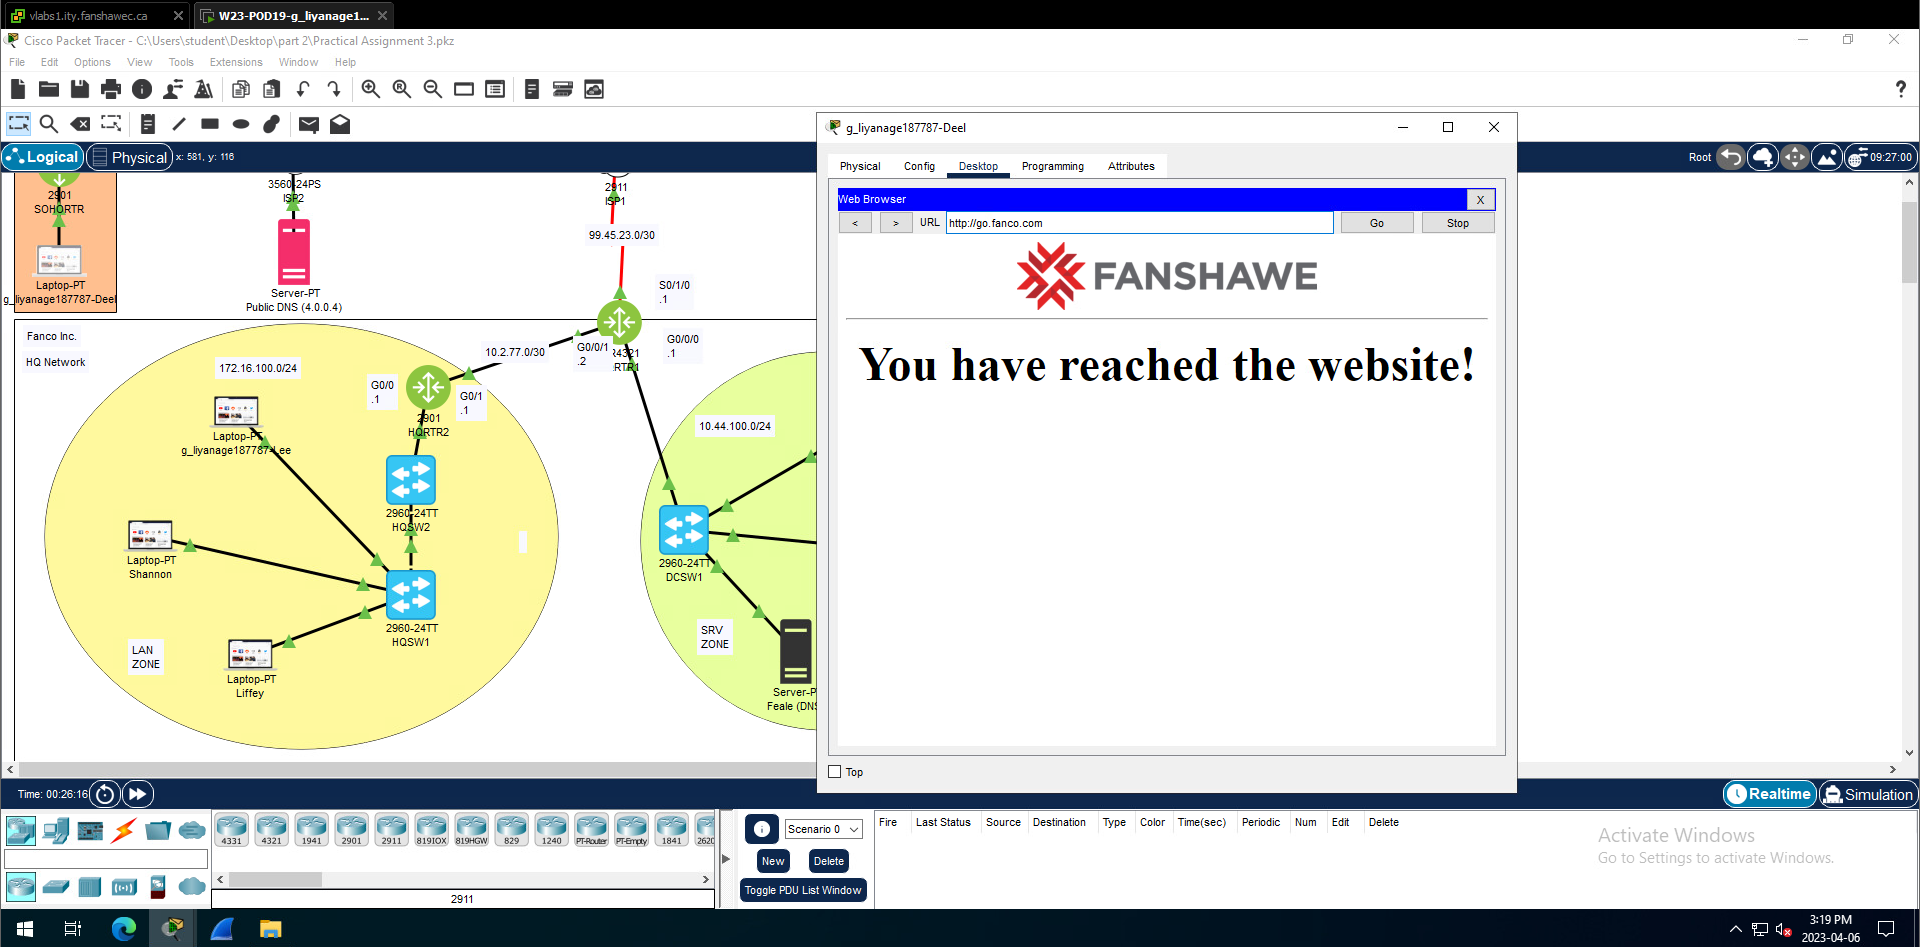 vlabs1.ity.fanshawec.ca
W23-POD19-g_liyanage1...
Cisco Packet Tracer - C:\Users\student\Desktop\part 2\Practical Assignment 3.pkz
File Edit Options View Tools Extensions Window Help
Logical Physical x: 581, y: 116
Root 09:27:00
2901
SOHORTR
Laptop-PT
g_liyanage187787-Deel
3560-24PS
ISP2
Server-PT
Public DNS (4.0.0.4)
2911
ISP1
99.45.23.0/30
S0/1/0
.1
G0/0/0
.1
G0/0/1
.2
10.2.77.0/30
Fanco Inc.
HQ Network
172.16.100.0/24
G0/0
.1
G0/1
.1
2901
HQRTR2
Laptop-PT
g_liyanage187787-Lee
2960-24TT
HQSW2
Laptop-PT
Shannon
2960-24TT
HQSW1
LAN
ZONE
Laptop-PT
Liffey
10.44.100.0/24
2960-24TT
DCSW1
SRV
ZONE
Server-P
Feale (DNS
g_liyanage187787-Deel
Physical Config Desktop Programming Attributes
Web Browser X
< > URL http://go.fanco.com Go Stop
FANSHAWE
You have reached the website!
Top
Time: 00:26:16
Realtime Simulation
4331 4321 1941 2901 2911 819IOX 819HGW 829 1240 PT-Router PT-Empty 1841 2620
2911
Scenario 0
New Delete
Toggle PDU List Window
Fire Last Status Source Destination Type Color Time(sec) Periodic Num Edit Delete
Activate Windows
Go to Settings to activate Windows.
3:19 PM
2023-04-06